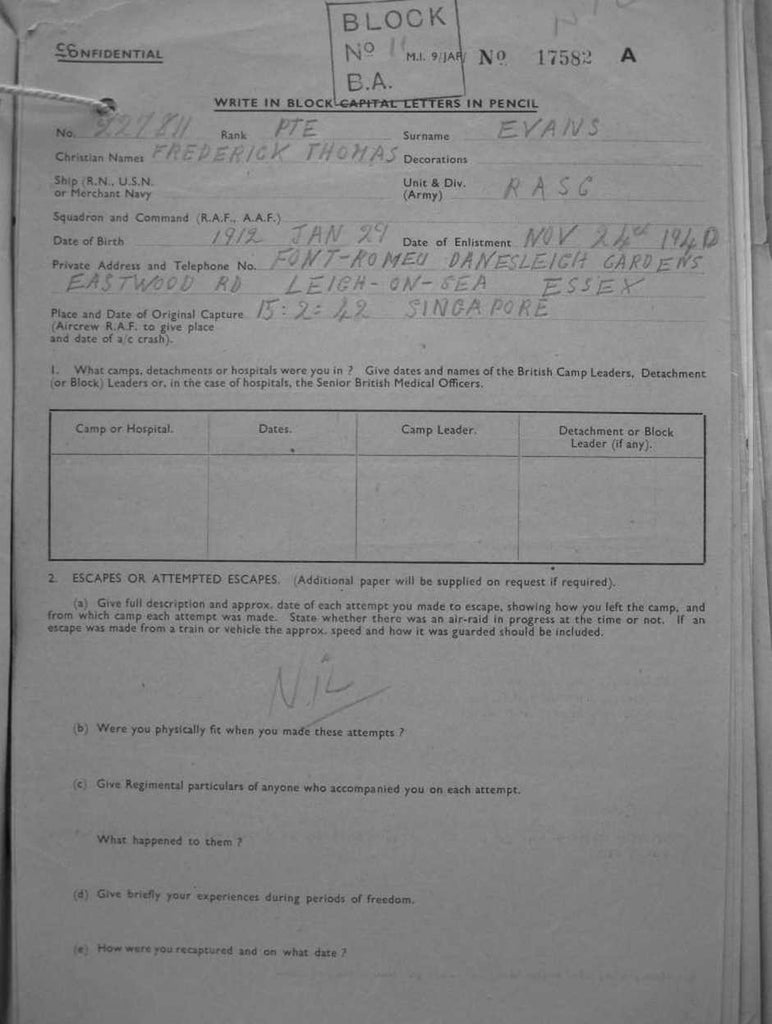 BLOCK
CONFIDENTIAL
No M.I. 9/JAP/ No. 17582 A
B.A.
WRITE IN BLOCK CAPITAL LETTERS IN PENCIL
No. Rank PTE Surname EVANS
Christian Names FREDERICK THOMAS Decorations
Ship (R.N., U.S.N. Unit & Div. RASC
or Merchant Navy (Army)
Squadron and Command (R.A.F., A.A.F.)
Date of Birth 1912 JAN 29 Date of Enlistment NOV 1940
Private Address and Telephone No. FONT-ROMEU DANESLEIGH GARDENS
EASTWOOD RD LEIGH-ON-SEA ESSEX
Place and Date of Original Capture 15:2:42 SINGAPORE
(Aircrew R.A.F. to give place
and date of a/c crash).
1. What camps, detachments or hospitals were you in ? Give dates and names of the British Camp Leaders, Detachment
(or Block) Leaders or, in the case of hospitals, the Senior British Medical Officers.
Camp or Hospital. Dates. Camp Leader. Detachment or Block
Leader (if any).
2. ESCAPES OR ATTEMPTED ESCAPES. (Additional paper will be supplied on request if required).
(a) Give full description and approx. date of each attempt you made to escape, showing how you left the camp, and
from which camp each attempt was made. State whether there was an air-raid in progress at the time or not. If an
escape was made from a train or vehicle the approx. speed and how it was guarded should be included.
NIL
(b) Were you physically fit when you made these attempts ?
(c) Give Regimental particulars of anyone who accompanied you on each attempt.
What happened to them ?
(d) Give briefly your experiences during periods of freedom.
(e) How were you recaptured and on what date ?